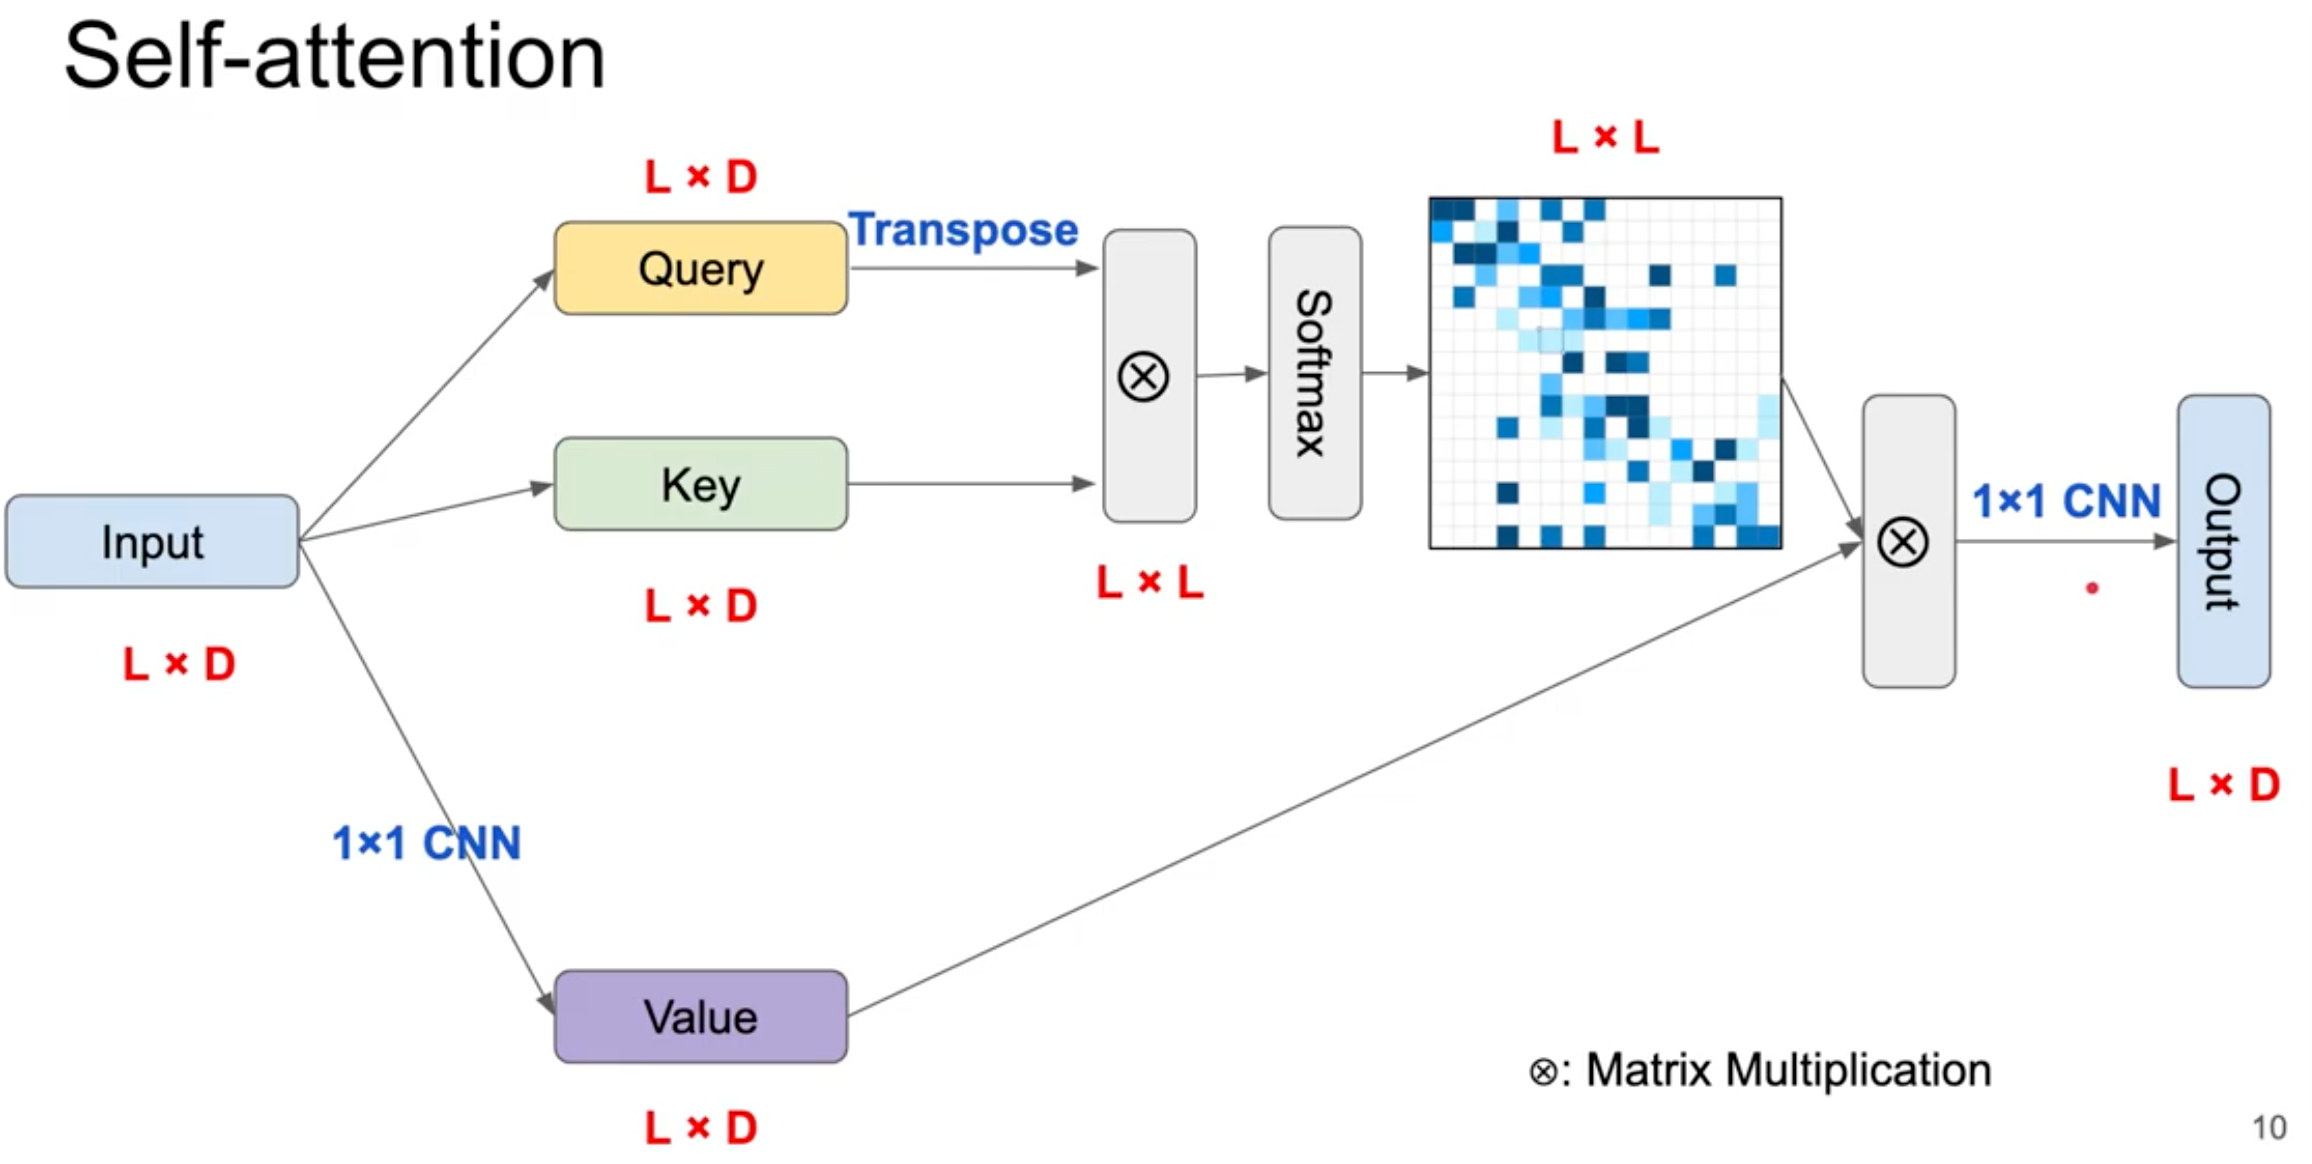 Self-attention
L × L
L × D
Transpose
Query
Softmax
⊗
Key
Input
1×1 CNN
Output
⊗
L × D
L × L
L × D
L × D
1×1 CNN
Value
⊗: Matrix Multiplication
L × D
10